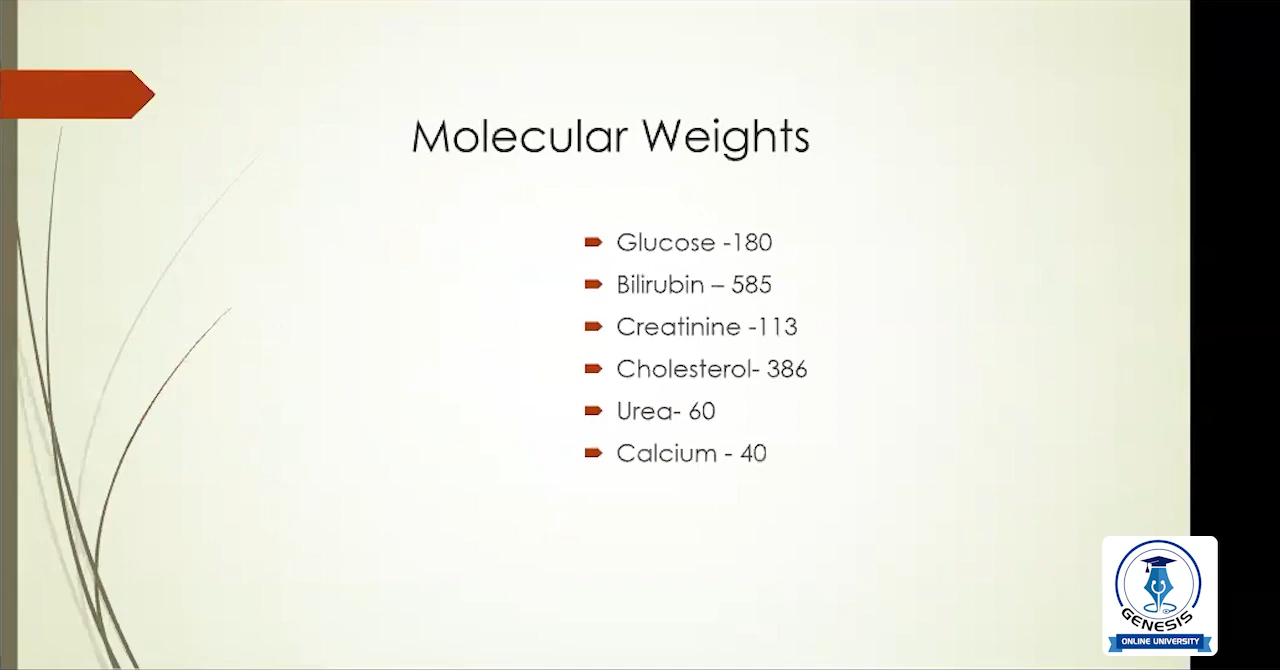 Molecular Weights
Glucose -180
Bilirubin – 585
Creatinine -113
Cholesterol- 386
Urea- 60
Calcium - 40
GENESIS
ONLINE UNIVERSITY